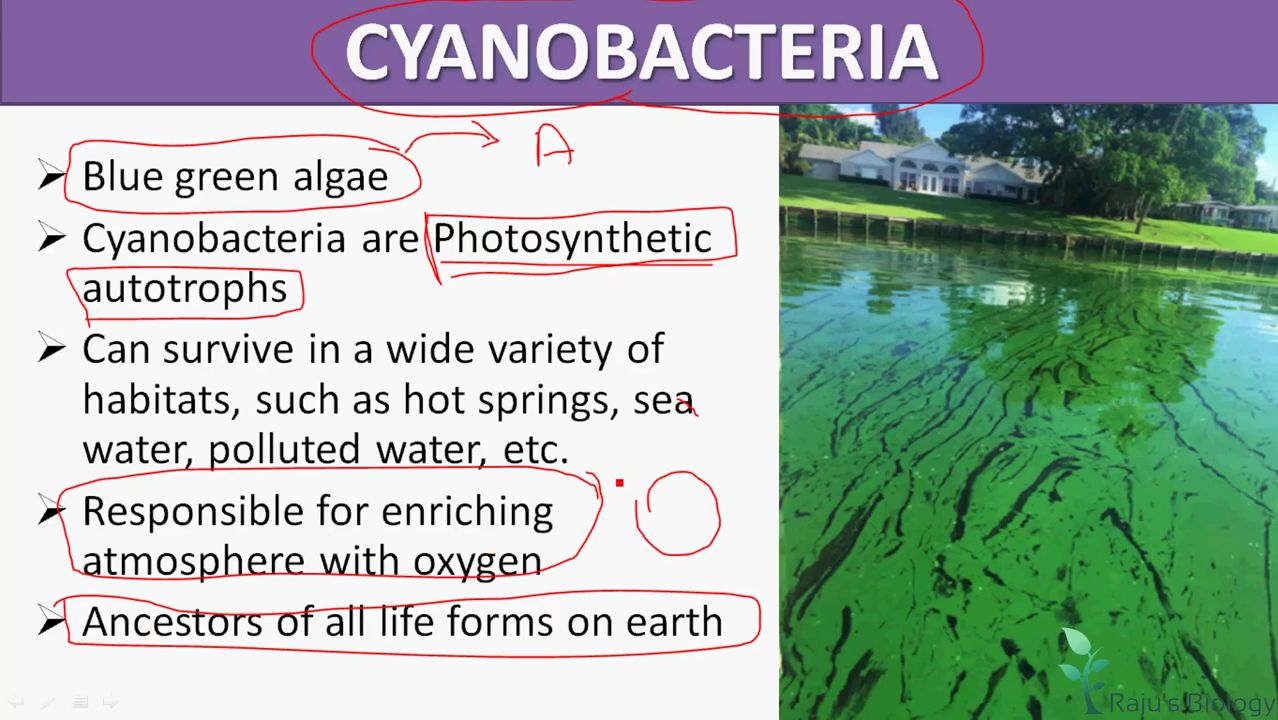 CYANOBACTERIA
Blue green algae
A
Cyanobacteria are Photosynthetic
autotrophs
Can survive in a wide variety of
habitats, such as hot springs, sea
water, polluted water, etc.
Responsible for enriching
atmosphere with oxygen
Ancestors of all life forms on earth
Raju's Biology